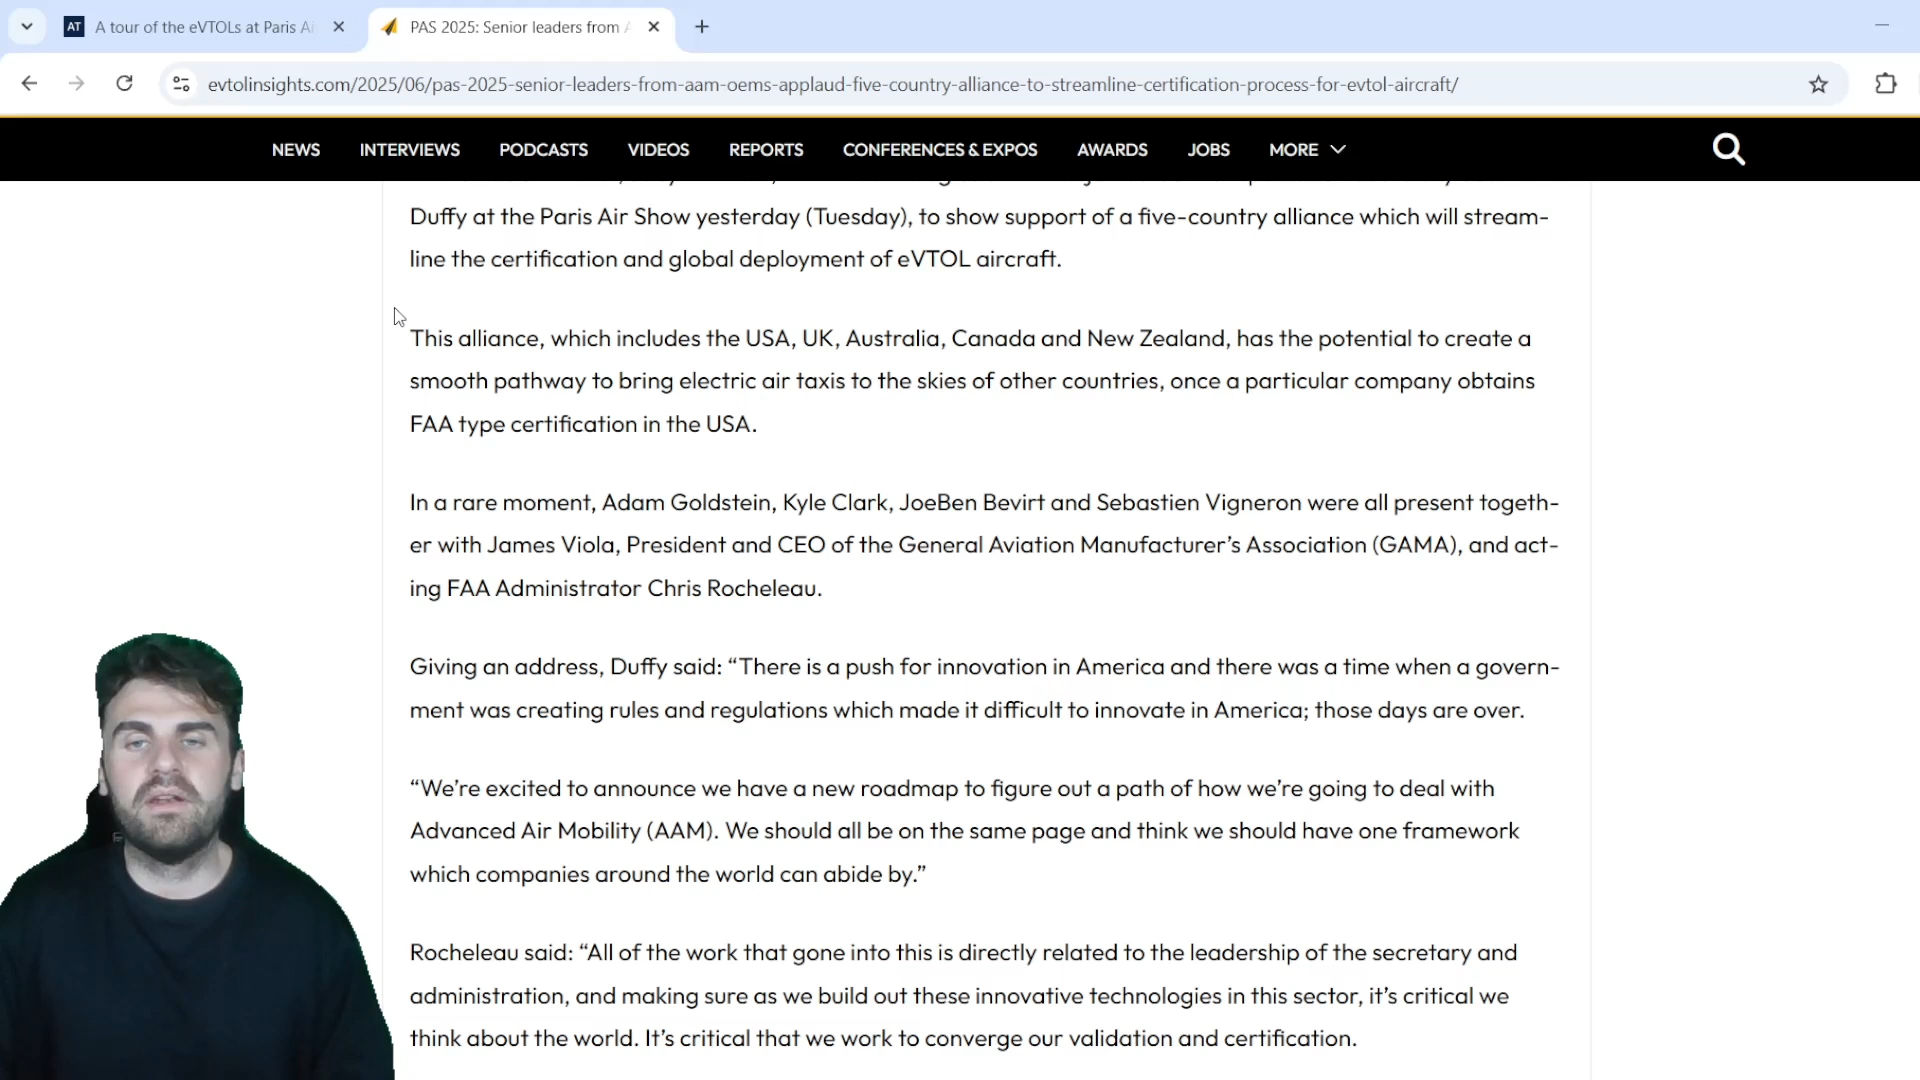 AT A tour of the eVTOLs at Paris Ai
PAS 2025: Senior leaders from A
evtolinsights.com/2025/06/pas-2025-senior-leaders-from-aam-oems-applaud-five-country-alliance-to-streamline-certification-process-for-evtol-aircraft/
NEWS INTERVIEWS PODCASTS VIDEOS REPORTS CONFERENCES & EXPOS AWARDS JOBS MORE
Duffy at the Paris Air Show yesterday (Tuesday), to show support of a five-country alliance which will stream-
line the certification and global deployment of eVTOL aircraft.
This alliance, which includes the USA, UK, Australia, Canada and New Zealand, has the potential to create a
smooth pathway to bring electric air taxis to the skies of other countries, once a particular company obtains
FAA type certification in the USA.
In a rare moment, Adam Goldstein, Kyle Clark, JoeBen Bevirt and Sebastien Vigneron were all present togeth-
er with James Viola, President and CEO of the General Aviation Manufacturer’s Association (GAMA), and act-
ing FAA Administrator Chris Rocheleau.
Giving an address, Duffy said: “There is a push for innovation in America and there was a time when a govern-
ment was creating rules and regulations which made it difficult to innovate in America; those days are over.
“We’re excited to announce we have a new roadmap to figure out a path of how we’re going to deal with
Advanced Air Mobility (AAM). We should all be on the same page and think we should have one framework
which companies around the world can abide by.”
Rocheleau said: “All of the work that gone into this is directly related to the leadership of the secretary and
administration, and making sure as we build out these innovative technologies in this sector, it’s critical we
think about the world. It’s critical that we work to converge our validation and certification.